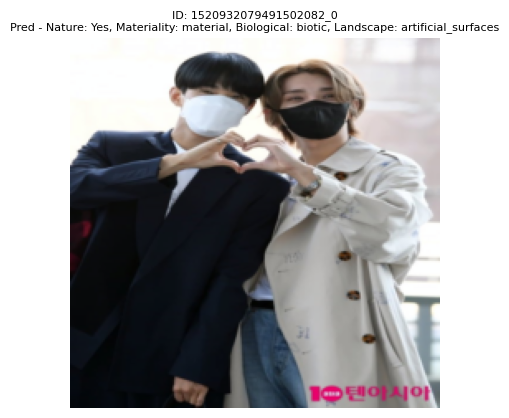 ID: 1520932079491502082_0
Pred - Nature: Yes, Materiality: material, Biological: biotic, Landscape: artificial_surfaces
10 텐아시아